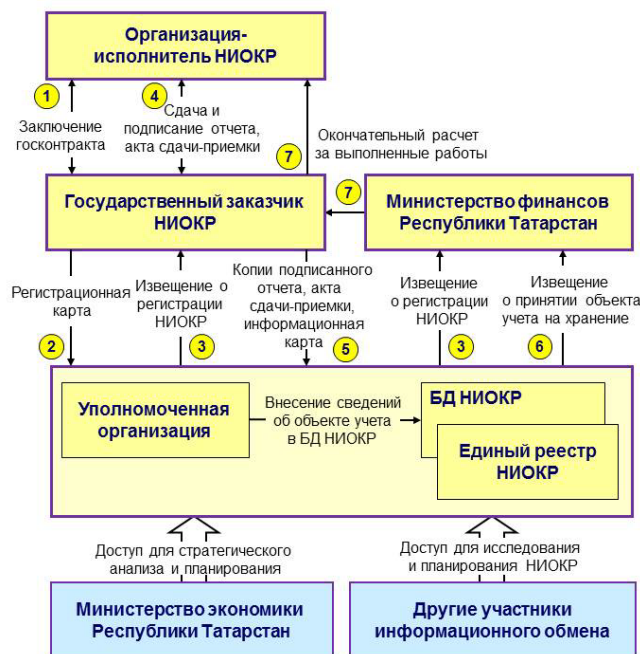 Организация-
исполнитель НИОКР
1
4
Заключение
госконтракта
Сдача и
подписание отчета,
акта сдачи-приемки
7
Окончательный расчет
за выполненные работы
Государственный заказчик
НИОКР
7
Министерство финансов
Республики Татарстан
Регистрационная
карта
2
Извещение о
регистрации
НИОКР
3
Копии подписанного
отчета, акта
сдачи-приемки,
информационная
карта
5
Извещение
о регистрации
НИОКР
3
Извещение
о принятии объекта
учета на хранение
6
Уполномоченная
организация
Внесение сведений
об объекте учета
в БД НИОКР
БД НИОКР
Единый реестр
НИОКР
Доступ для стратегического
анализа и планирования
Доступ для исследования
и планирования НИОКР
Министерство экономики
Республики Татарстан
Другие участники
информационного обмена